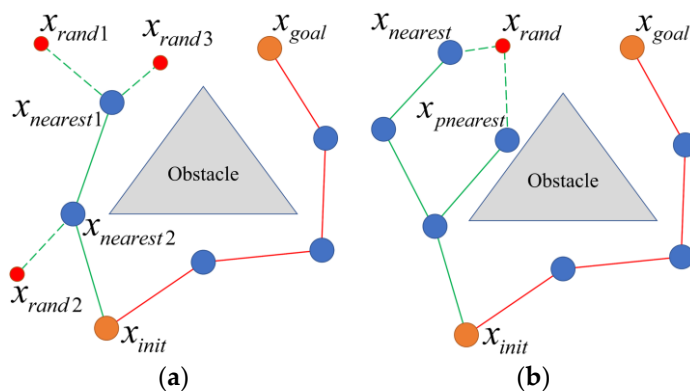 x_rand1
x_rand3
x_goal
x_nearest1
Obstacle
x_nearest2
x_rand2
x_init
(a)
x_nearest
x_rand
x_goal
x_pnearest
Obstacle
x_init
(b)